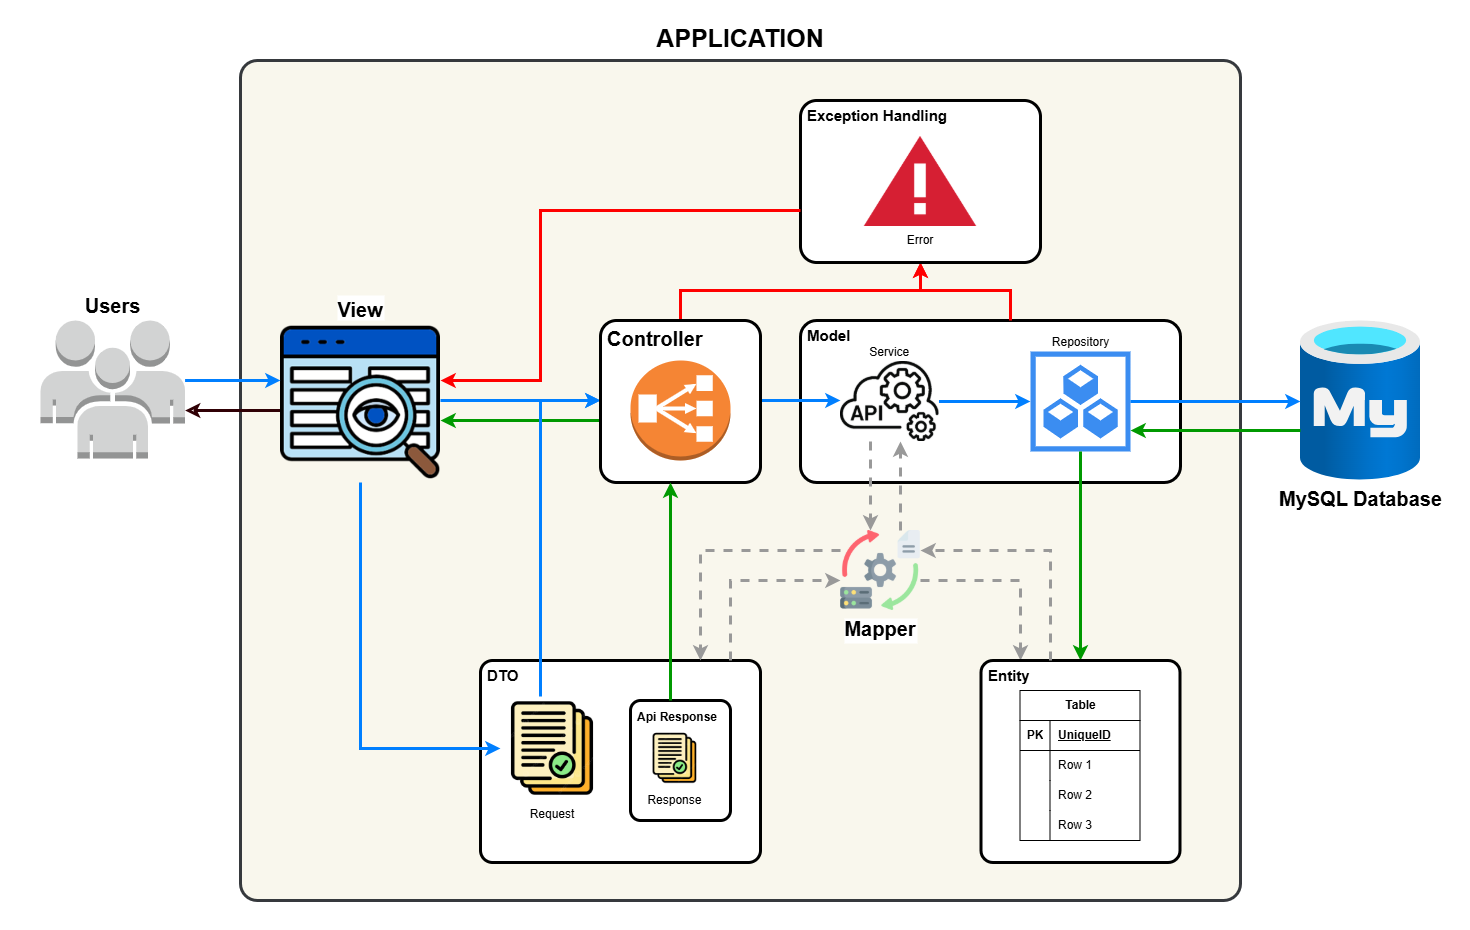 APPLICATION
Exception Handling
Error
Users
View
Controller
Model
Service
API
Repository
My
MySQL Database
Mapper
DTO
Request
Api Response
Response
Entity
Table
PK UniqueID
Row 1
Row 2
Row 3